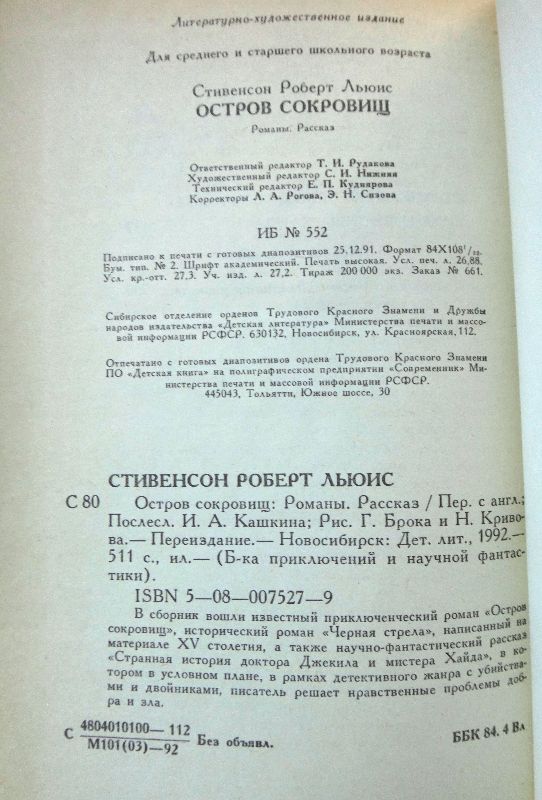 Литературно-художественное издание
Для среднего и старшего школьного возраста
Стивенсон Роберт Льюис
ОСТРОВ СОКРОВИЩ
Романы. Рассказ
Ответственный редактор Т. И. Рудакова
Художественный редактор С. И. Нижняя
Технический редактор Е. П. Кудиярова
Корректоры Л. А. Рогова, Э. Н. Сизова
ИБ № 552
Подписано к печати с готовых диапозитивов 25.12.91. Формат 84X108¹/₃₂.
Бум. тип. № 2. Шрифт академический. Печать высокая. Усл. печ. л. 26,88.
Усл. кр.-отт. 27,3. Уч. изд. л. 27,2. Тираж 200 000 экз. Заказ № 661.
Сибирское отделение орденов Трудового Красного Знамени и Дружбы
народов издательства «Детская литература» Министерства печати и массо-
вой информации РСФСР. 630132, Новосибирск, ул. Красноярская, 112.
Отпечатано с готовых диапозитивов ордена Трудового Красного Знамени
ПО «Детская книга» на полиграфическом предприятии «Современник» Ми-
нистерства печати и массовой информации РСФСР.
445043, Тольятти, Южное шоссе, 30
СТИВЕНСОН РОБЕРТ ЛЬЮИС
С 80 Остров сокровищ: Романы. Рассказ / Пер. с англ.;
Послесл. И. А. Кашкина; Рис. Г. Брока и Н. Криво-
ва.— Переиздание.— Новосибирск: Дет. лит., 1992.—
511 с., ил.— (Б-ка приключений и научной фантас-
тики).
ISBN 5—08—007527—9
В сборник вошли известный приключенческий роман «Остров
сокровищ», исторический роман «Черная стрела», написанный на
материале XV столетия, а также научно-фантастический рассказ
«Странная история доктора Джекила и мистера Хайда», в ко-
тором в условном плане, в рамках детективного жанра с убийства-
ми и двойниками, писатель решает нравственные проблемы доб-
ра и зла.
С 4804010100—112
М101(03)—92 Без объявл.
ББК 84. 4 Вл